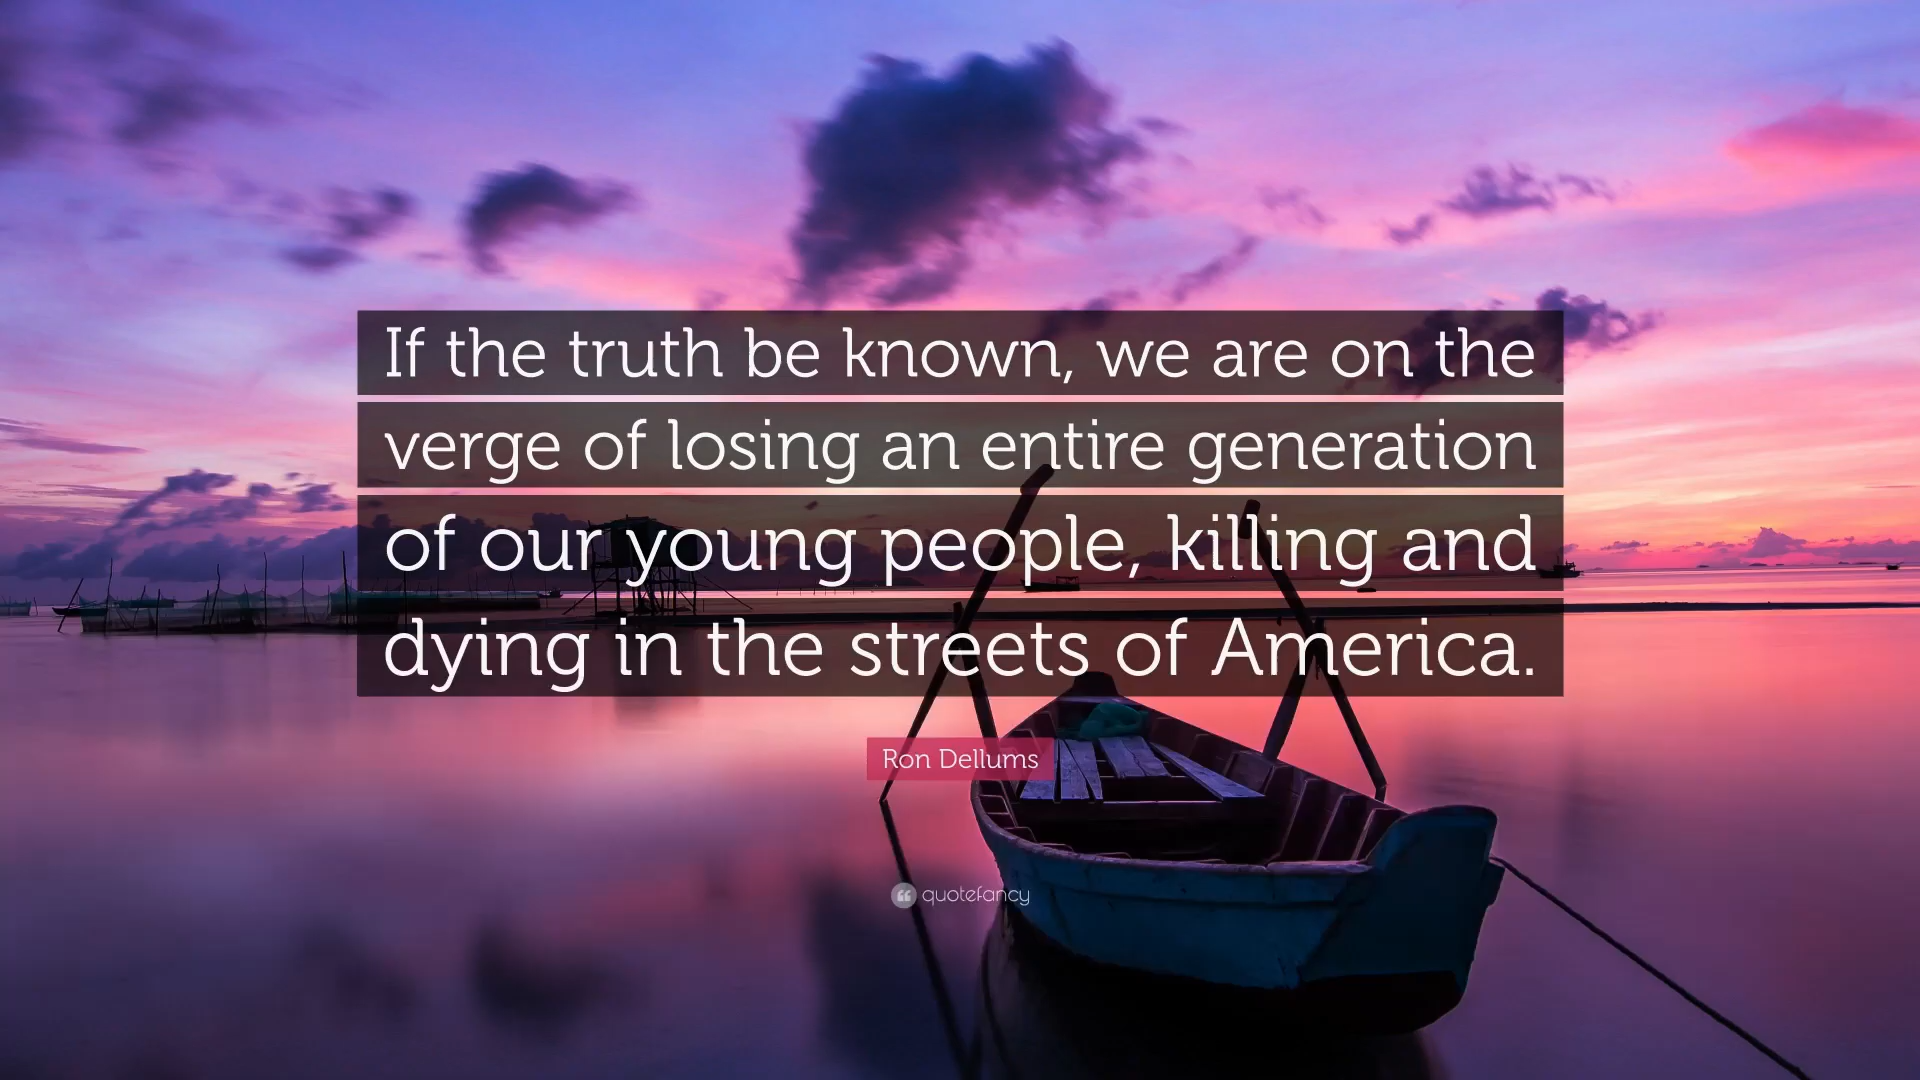 If the truth be known, we are on the
verge of losing an entire generation
of our young people, killing and
dying in the streets of America.
Ron Dellums
quotefancy